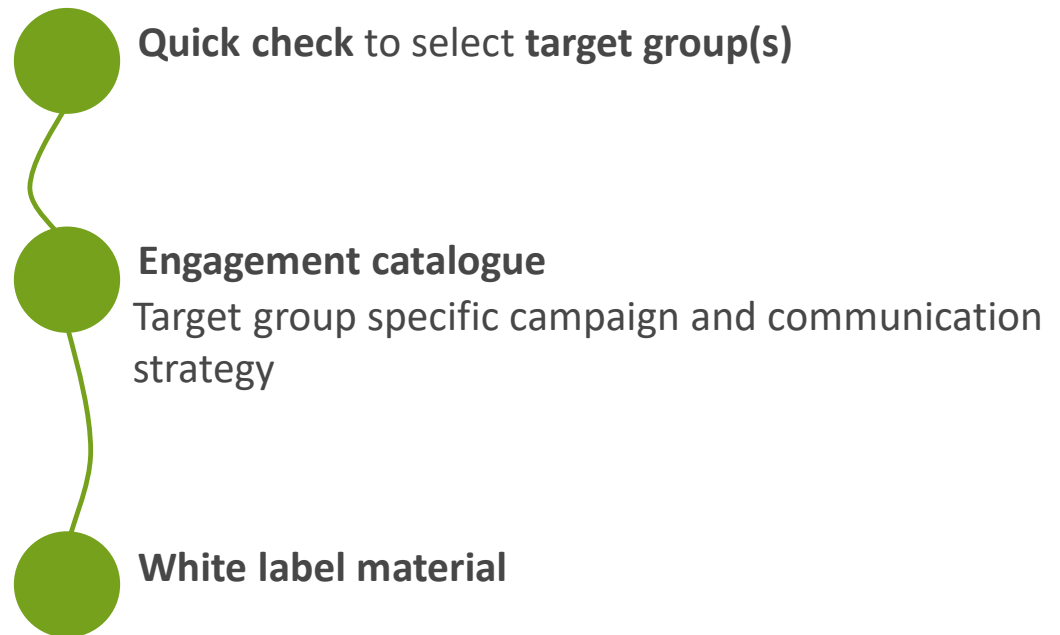 Quick check to select target group(s)
Engagement catalogue
Target group specific campaign and communication
strategy
White label material